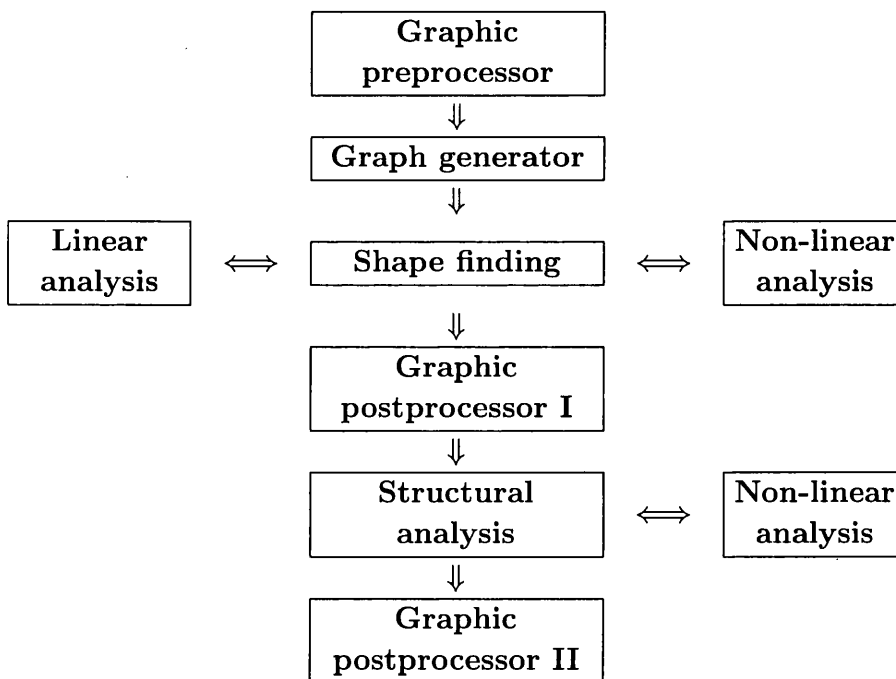 Graphic
preprocessor
⇓
Graph generator
⇓
Linear
analysis
⇔
Shape finding
⇔
Non-linear
analysis
⇓
Graphic
postprocessor I
⇓
Structural
analysis
⇔
Non-linear
analysis
⇓
Graphic
postprocessor II